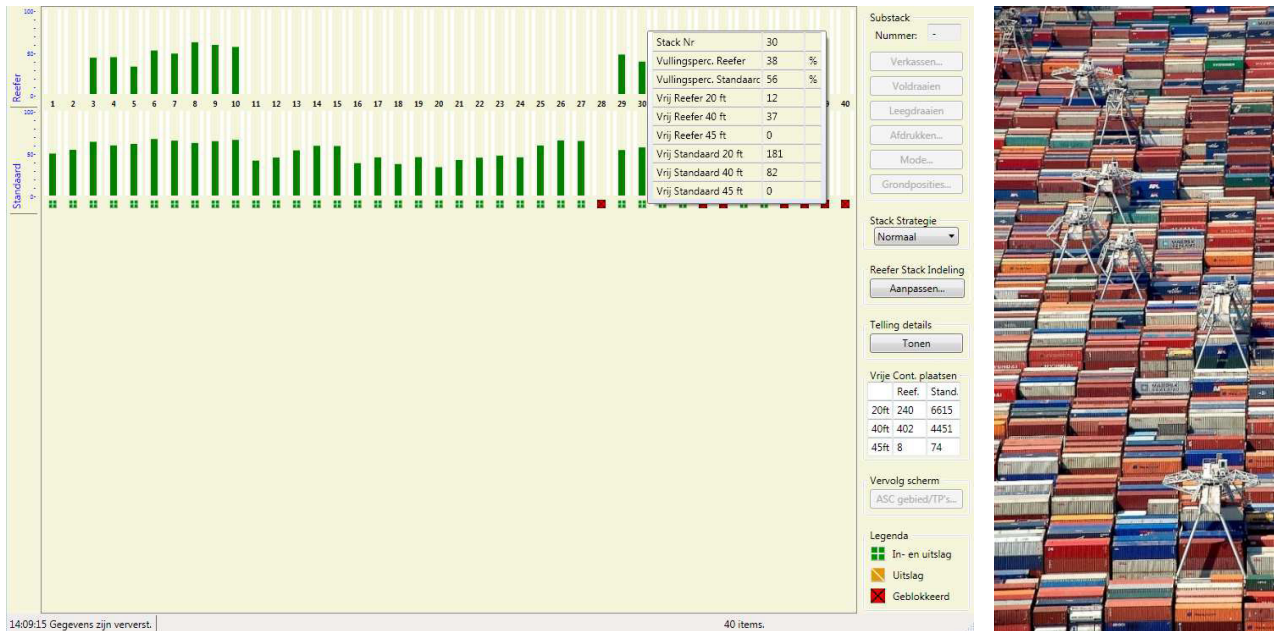 100-
50-
0-
Reefer
1 2 3 4 5 6 7 8 9 10 11 12 13 14 15 16 17 18 19 20 21 22 23 24 25 26 27 28 29 30 40
100-
50-
0-
Standaard
Stack Nr 30
Vullingsperc. Reefer 38 %
Vullingsperc. Standaarc 56 %
Vrij Reefer 20 ft 12
Vrij Reefer 40 ft 37
Vrij Reefer 45 ft 0
Vrij Standaard 20 ft 181
Vrij Standaard 40 ft 82
Vrij Standaard 45 ft 0
Substack
Nummer: -
Verkassen...
Voldraaien
Leegdraaien
Afdrukken...
Mode...
Grondposities...
Stack Strategie
Normaal
Reefer Stack Indeling
Aanpassen...
Telling details
Tonen
Vrije Cont. plaatsen
Reef. Stand.
20ft 240 6615
40ft 402 4451
45ft 8 74
Vervolg scherm
ASC gebied/TP's...
Legenda
In- en uitslag
Uitslag
Geblokkeerd
14:09:15 Gegevens zijn ververst.
40 items.